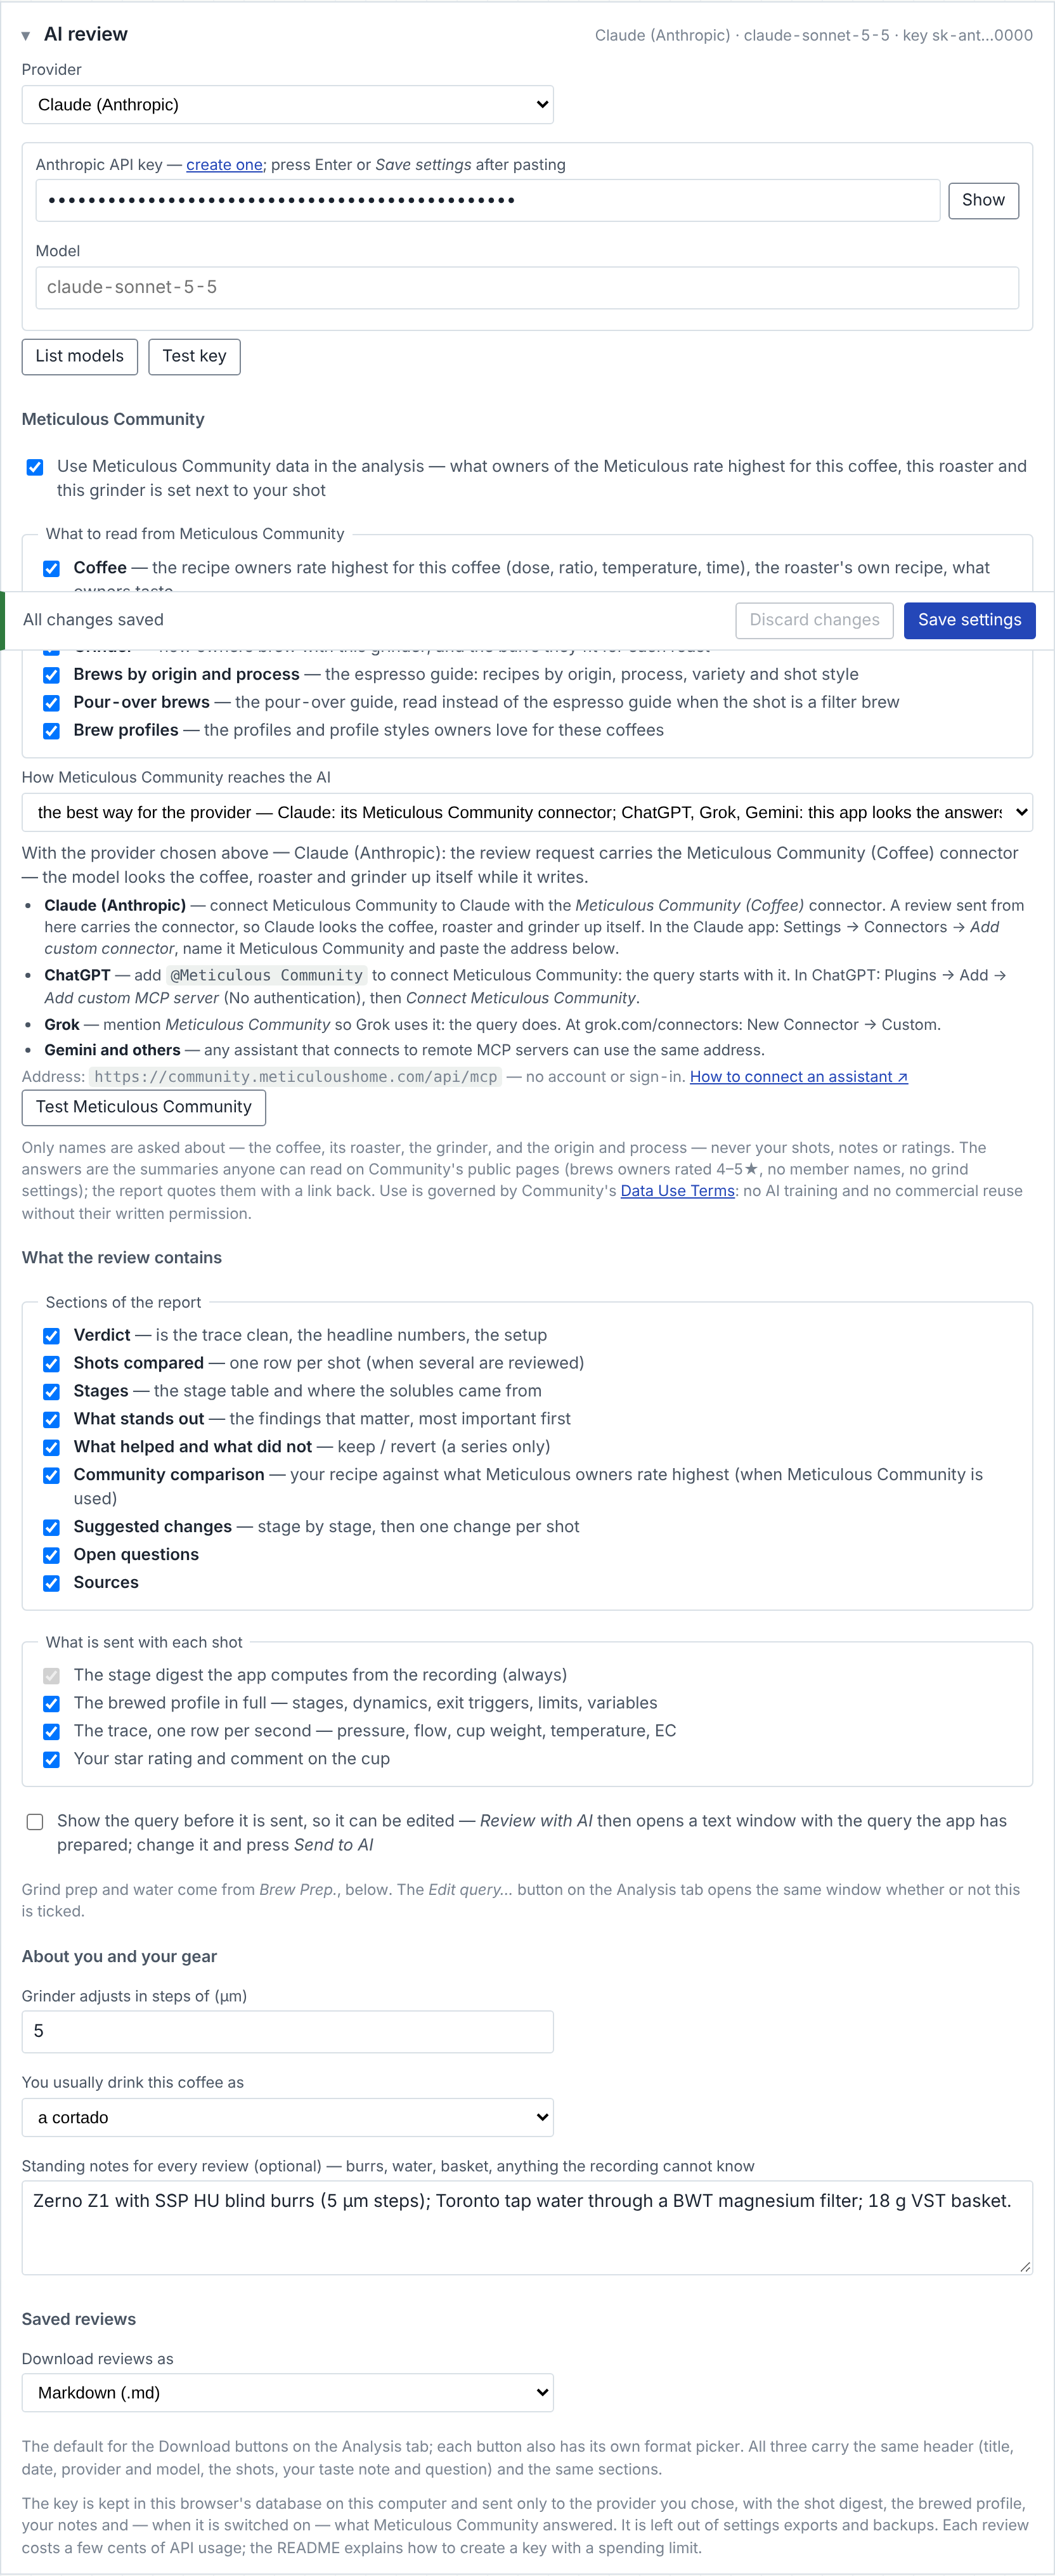 ▼ AI review
Claude (Anthropic) · claude-sonnet-5-5 · key sk-ant…0000
Provider
Claude (Anthropic)
Anthropic API key — create one; press Enter or Save settings after pasting
Show
Model
claude-sonnet-5-5
List models
Test key
Meticulous Community
Use Meticulous Community data in the analysis — what owners of the Meticulous rate highest for this coffee, this roaster and
this grinder is set next to your shot
What to read from Meticulous Community
Coffee — the recipe owners rate highest for this coffee (dose, ratio, temperature, time), the roaster's own recipe, what
All changes saved
Discard changes
Save settings
Brews by origin and process — the espresso guide: recipes by origin, process, variety and shot style
Pour-over brews — the pour-over guide, read instead of the espresso guide when the shot is a filter brew
Brew profiles — the profiles and profile styles owners love for these coffees
How Meticulous Community reaches the AI
the best way for the provider — Claude: its Meticulous Community connector; ChatGPT, Grok, Gemini: this app looks the answers
With the provider chosen above — Claude (Anthropic): the review request carries the Meticulous Community (Coffee) connector
— the model looks the coffee, roaster and grinder up itself while it writes.
• Claude (Anthropic) — connect Meticulous Community to Claude with the Meticulous Community (Coffee) connector. A review sent from
here carries the connector, so Claude looks the coffee, roaster and grinder up itself. In the Claude app: Settings → Connectors → Add
custom connector, name it Meticulous Community and paste the address below.
• ChatGPT — add @Meticulous Community to connect Meticulous Community: the query starts with it. In ChatGPT: Plugins → Add →
Add custom MCP server (No authentication), then Connect Meticulous Community.
• Grok — mention Meticulous Community so Grok uses it: the query does. At grok.com/connectors: New Connector → Custom.
• Gemini and others — any assistant that connects to remote MCP servers can use the same address.
Address: https://community.meticuloushome.com/api/mcp — no account or sign-in. How to connect an assistant ↗
Test Meticulous Community
Only names are asked about — the coffee, its roaster, the grinder, and the origin and process — never your shots, notes or ratings. The
answers are the summaries anyone can read on Community's public pages (brews owners rated 4–5★, no member names, no grind
settings); the report quotes them with a link back. Use is governed by Community's Data Use Terms: no AI training and no commercial reuse
without their written permission.
What the review contains
Sections of the report
Verdict — is the trace clean, the headline numbers, the setup
Shots compared — one row per shot (when several are reviewed)
Stages — the stage table and where the solubles came from
What stands out — the findings that matter, most important first
What helped and what did not — keep / revert (a series only)
Community comparison — your recipe against what Meticulous owners rate highest (when Meticulous Community is
used)
Suggested changes — stage by stage, then one change per shot
Open questions
Sources
What is sent with each shot
The stage digest the app computes from the recording (always)
The brewed profile in full — stages, dynamics, exit triggers, limits, variables
The trace, one row per second — pressure, flow, cup weight, temperature, EC
Your star rating and comment on the cup
Show the query before it is sent, so it can be edited — Review with AI then opens a text window with the query the app has
prepared; change it and press Send to AI
Grind prep and water come from Brew Prep., below. The Edit query… button on the Analysis tab opens the same window whether or not this
is ticked.
About you and your gear
Grinder adjusts in steps of (µm)
5
You usually drink this coffee as
a cortado
Standing notes for every review (optional) — burrs, water, basket, anything the recording cannot know
Zerno Z1 with SSP HU blind burrs (5 µm steps); Toronto tap water through a BWT magnesium filter; 18 g VST basket.
Saved reviews
Download reviews as
Markdown (.md)
The default for the Download buttons on the Analysis tab; each button also has its own format picker. All three carry the same header (title,
date, provider and model, the shots, your taste note and question) and the same sections.
The key is kept in this browser's database on this computer and sent only to the provider you chose, with the shot digest, the brewed profile,
your notes and — when it is switched on — what Meticulous Community answered. It is left out of settings exports and backups. Each review
costs a few cents of API usage; the README explains how to create a key with a spending limit.